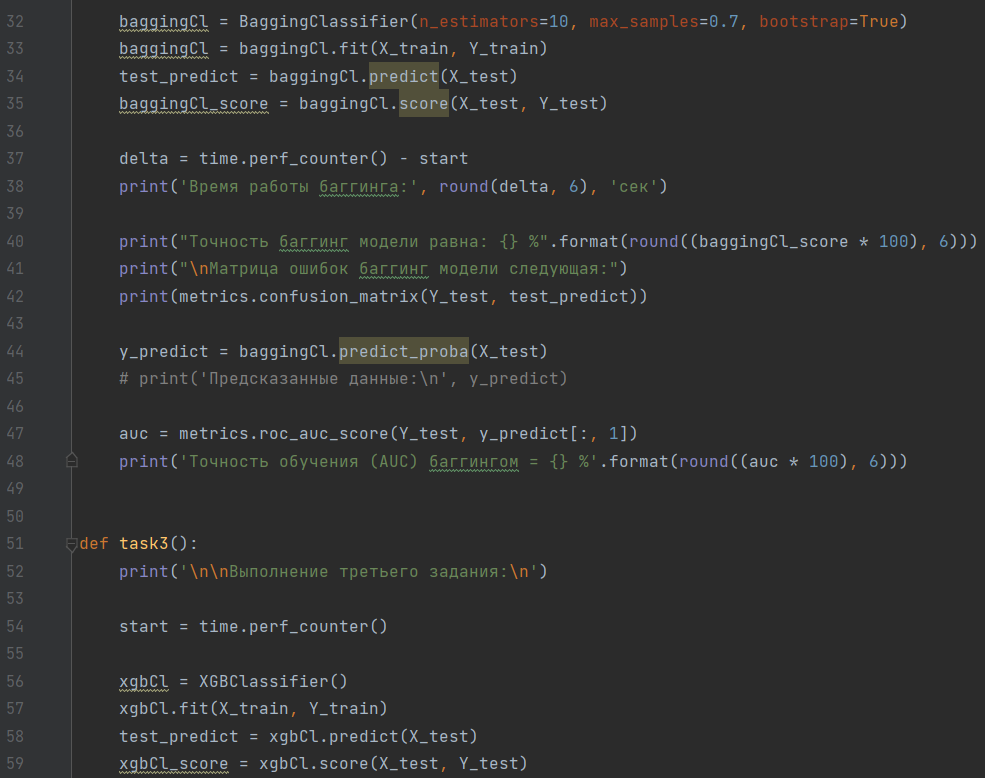 32 baggingCl = BaggingClassifier(n_estimators=10, max_samples=0.7, bootstrap=True)
33 baggingCl = baggingCl.fit(X_train, Y_train)
34 test_predict = baggingCl.predict(X_test)
35 baggingCl_score = baggingCl.score(X_test, Y_test)
36
37 delta = time.perf_counter() - start
38 print('Время работы баггинга:', round(delta, 6), 'сек')
39
40 print("Точность баггинг модели равна: {} %".format(round((baggingCl_score * 100), 6)))
41 print("\nМатрица ошибок баггинг модели следующая:")
42 print(metrics.confusion_matrix(Y_test, test_predict))
43
44 y_predict = baggingCl.predict_proba(X_test)
45 # print('Предсказанные данные:\n', y_predict)
46
47 auc = metrics.roc_auc_score(Y_test, y_predict[:, 1])
48 print('Точность обучения (AUC) баггингом = {} %'.format(round((auc * 100), 6)))
49
50
51 def task3():
52 print('\n\nВыполнение третьего задания:\n')
53
54 start = time.perf_counter()
55
56 xgbCl = XGBClassifier()
57 xgbCl.fit(X_train, Y_train)
58 test_predict = xgbCl.predict(X_test)
59 xgbCl_score = xgbCl.score(X_test, Y_test)